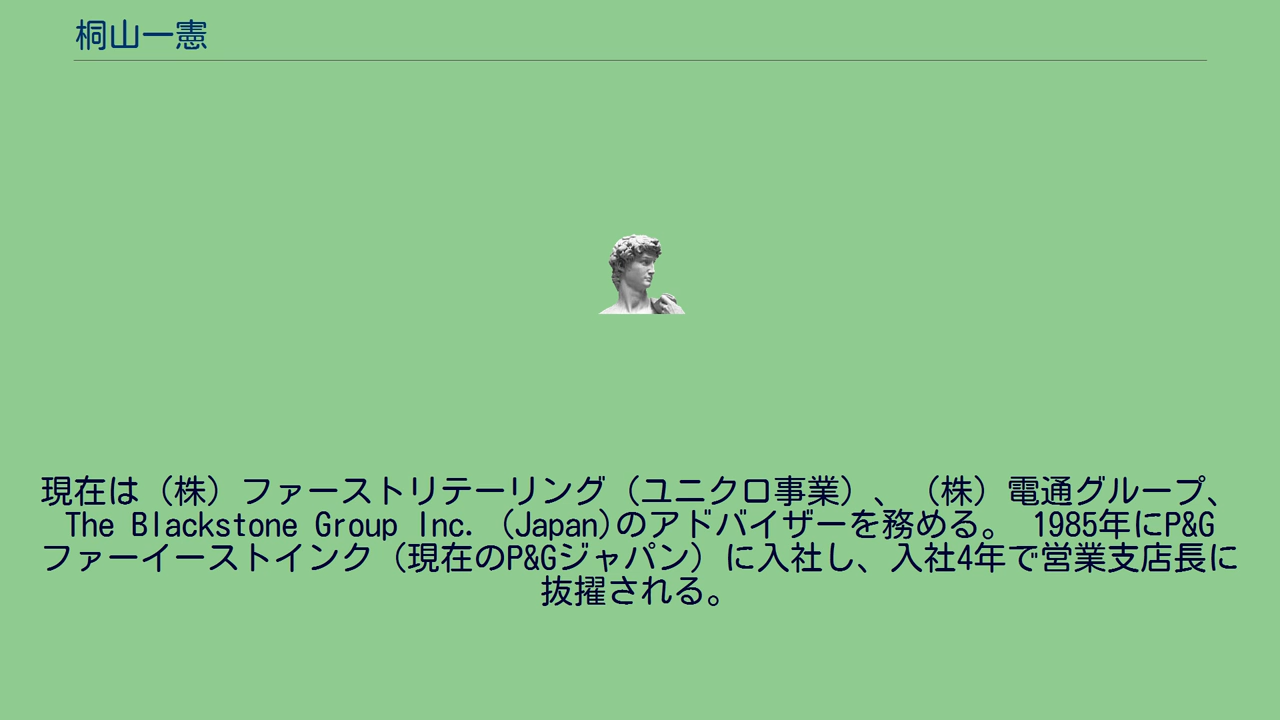 桐山一憲
現在は（株）ファーストリテーリング（ユニクロ事業）、（株）電通グループ、
The Blackstone Group Inc. （Japan)のアドバイザーを務める。 1985年にP&G
ファーイーストインク（現在のP&Gジャパン）に入社し、入社4年で営業支店長に
抜擢される。